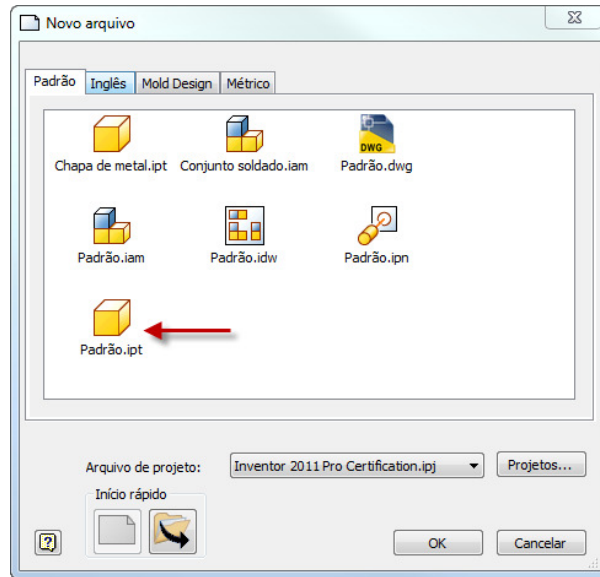 Novo arquivo
Padrão Inglês Mold Design Métrico
Chapa de metal.ipt Conjunto soldado.iam Padrão.dwg
DWG
Padrão.iam Padrão.idw Padrão.ipn
Padrão.ipt
Arquivo de projeto: Inventor 2011 Pro Certification.ipj Projetos...
Início rápido
OK Cancelar